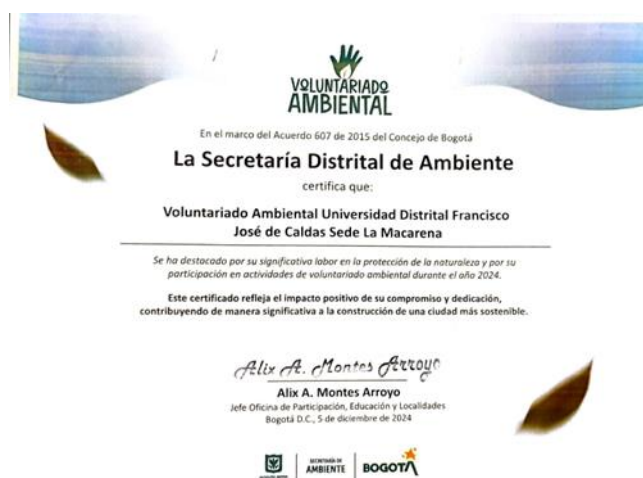 VOLUNTARIADO
AMBIENTAL
En el marco del Acuerdo 607 de 2015 del Concejo de Bogotá
La Secretaría Distrital de Ambiente
certifica que:
Voluntariado Ambiental Universidad Distrital Francisco
José de Caldas Sede La Macarena
Se ha destacado por su significativa labor en la protección de la naturaleza y por su
participación en actividades de voluntariado ambiental durante el año 2024.
Este certificado refleja el impacto positivo de su compromiso y dedicación,
contribuyendo de manera significativa a la construcción de una ciudad más sostenible.
Alix A. Montes Arroyo
Alix A. Montes Arroyo
Jefe Oficina de Participación, Educación y Localidades
Bogotá D.C., 5 de diciembre de 2024
SECRETARÍA DE
AMBIENTE
BOGOTÁ